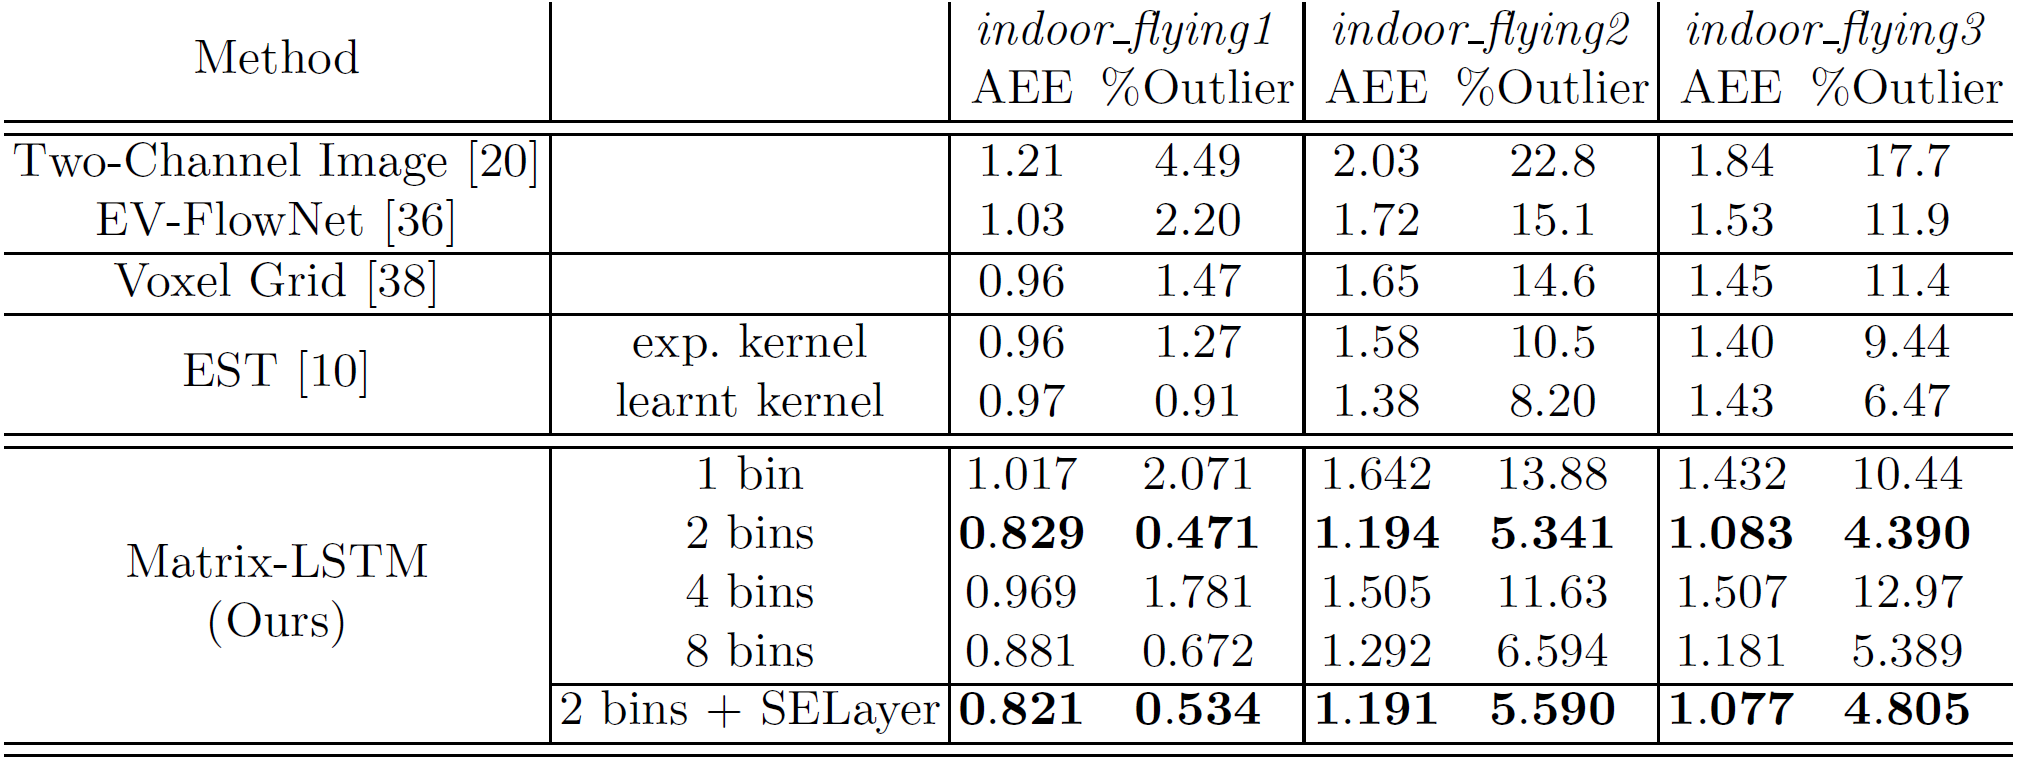 Method indoor_flying1 indoor_flying2 indoor_flying3
AEE %Outlier AEE %Outlier AEE %Outlier
Two-Channel Image [20] 1.21 4.49 2.03 22.8 1.84 17.7
EV-FlowNet [36] 1.03 2.20 1.72 15.1 1.53 11.9
Voxel Grid [38] 0.96 1.47 1.65 14.6 1.45 11.4
EST [10] exp. kernel 0.96 1.27 1.58 10.5 1.40 9.44
learnt kernel 0.97 0.91 1.38 8.20 1.43 6.47
Matrix-LSTM (Ours) 1 bin 1.017 2.071 1.642 13.88 1.432 10.44
2 bins 0.829 0.471 1.194 5.341 1.083 4.390
4 bins 0.969 1.781 1.505 11.63 1.507 12.97
8 bins 0.881 0.672 1.292 6.594 1.181 5.389
2 bins + SELayer 0.821 0.534 1.191 5.590 1.077 4.805